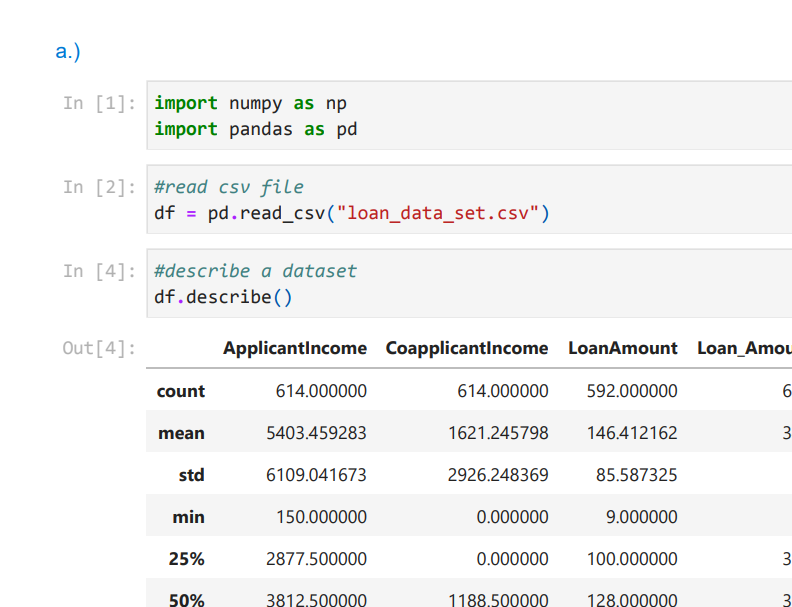 a.)
In [1]: import numpy as np
import pandas as pd
In [2]: #read csv file
df = pd.read_csv("loan_data_set.csv")
In [4]: #describe a dataset
df.describe()
Out[4]: ApplicantIncome CoapplicantIncome LoanAmount Loan_Amou
count 614.000000 614.000000 592.000000 6
mean 5403.459283 1621.245798 146.412162 3
std 6109.041673 2926.248369 85.587325
min 150.000000 0.000000 9.000000
25% 2877.500000 0.000000 100.000000 3
50% 3812.500000 1188.500000 128.000000 3